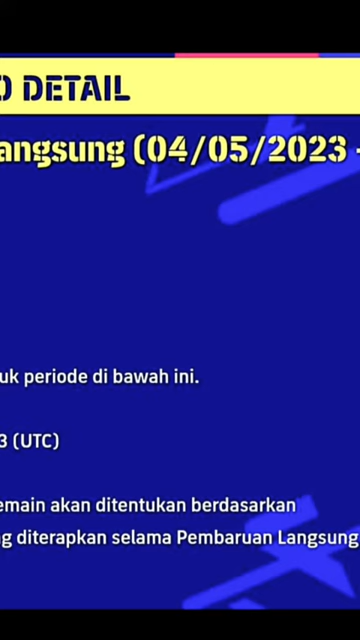 DETAIL
angsung (04/05/2023 -
uk periode di bawah ini.
3 (UTC)
emain akan ditentukan berdasarkan
g diterapkan selama Pembaruan Langsung